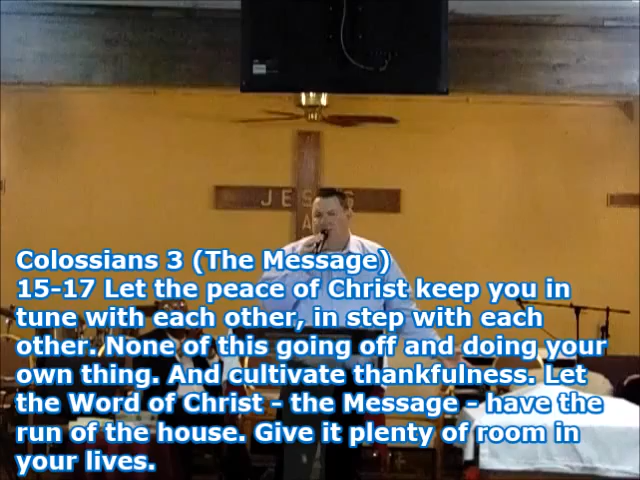 JESUS
Colossians 3 (The Message)
15-17 Let the peace of Christ keep you in
tune with each other, in step with each
other. None of this going off and doing your
own thing. And cultivate thankfulness. Let
the Word of Christ - the Message - have the
run of the house. Give it plenty of room in
your lives.